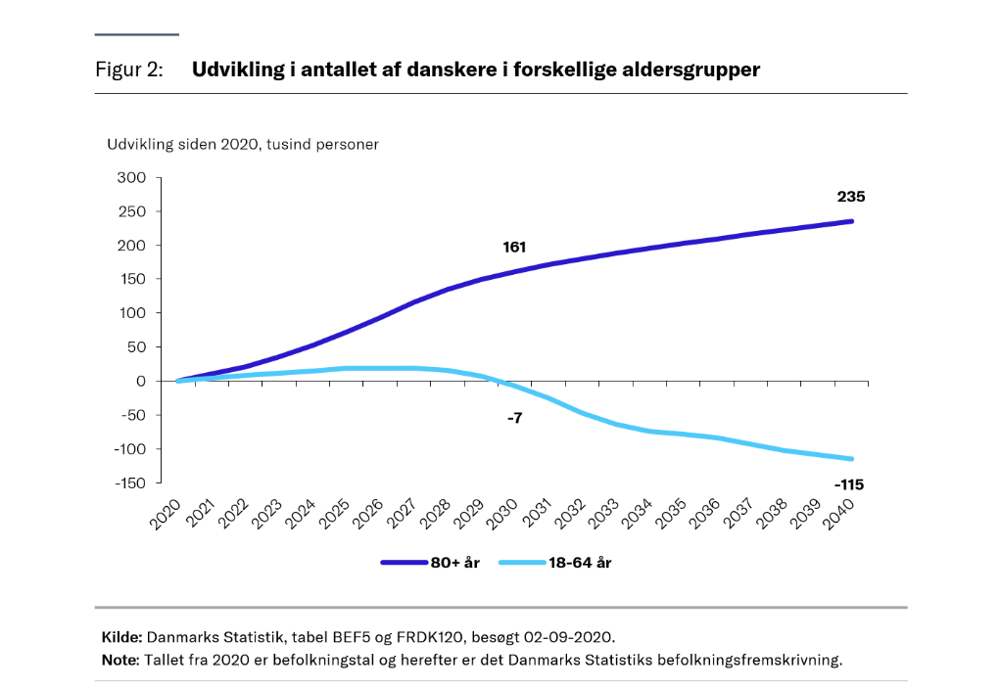 Figur 2: Udvikling i antallet af danskere i forskellige aldersgrupper
Udvikling siden 2020, tusind personer
300
250
200
150
100
50
0
-50
-100
-150
235
161
-7
-115
2020 2021 2022 2023 2024 2025 2026 2027 2028 2029 2030 2031 2032 2033 2034 2035 2036 2037 2038 2039 2040
80+ år 18-64 år
Kilde: Danmarks Statistik, tabel BEF5 og FRDK120, besøgt 02-09-2020.
Note: Tallet fra 2020 er befolkningstal og herefter er det Danmarks Statistiks befolkningsfremskrivning.